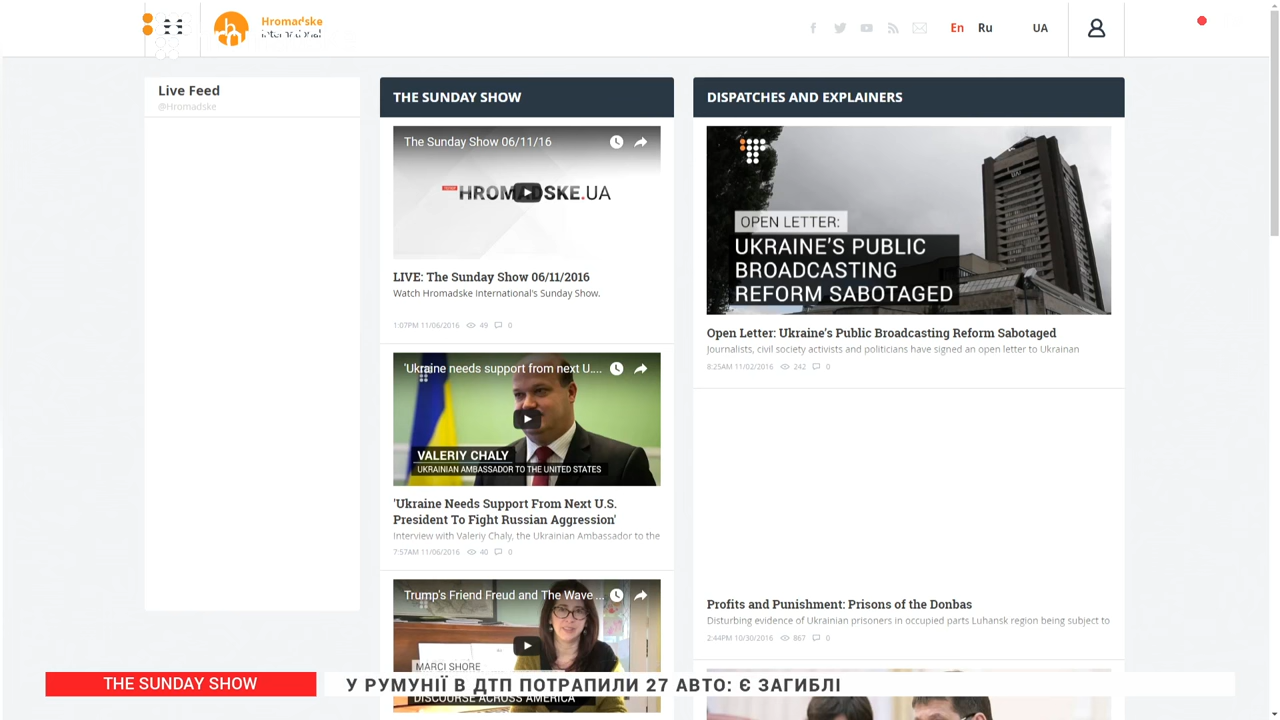 Hromadske
International
En Ru UA
Live Feed
@Hromadske
THE SUNDAY SHOW
The Sunday Show 06/11/16
HROMADSKE.UA
LIVE: The Sunday Show 06/11/2016
Watch Hromadske International's Sunday Show.
1:07PM 11/06/2016 49 0
'Ukraine needs support from next U....
VALERIY CHALY
UKRAINIAN AMBASSADOR TO THE UNITED STATES
'Ukraine Needs Support From Next U.S.
President To Fight Russian Aggression'
Interview with Valeriy Chaly, the Ukrainian Ambassador to the
7:57AM 11/06/2016 40 0
Trump's Friend Freud and The Wave ...
MARCI SHORE
DISCOURSE ACROSS AMERICA
DISPATCHES AND EXPLAINERS
OPEN LETTER:
UKRAINE'S PUBLIC
BROADCASTING
REFORM SABOTAGED
Open Letter: Ukraine's Public Broadcasting Reform Sabotaged
Journalists, civil society activists and politicians have signed an open letter to Ukrainian
8:25AM 11/02/2016 242 0
Profits and Punishment: Prisons of the Donbas
Disturbing evidence of Ukrainian prisoners in occupied parts Luhansk region being subject to
2:44PM 10/30/2016 867 0
THE SUNDAY SHOW
У РУМУНІЇ В ДТП ПОТРАПИЛИ 27 АВТО: Є ЗАГИБЛІ